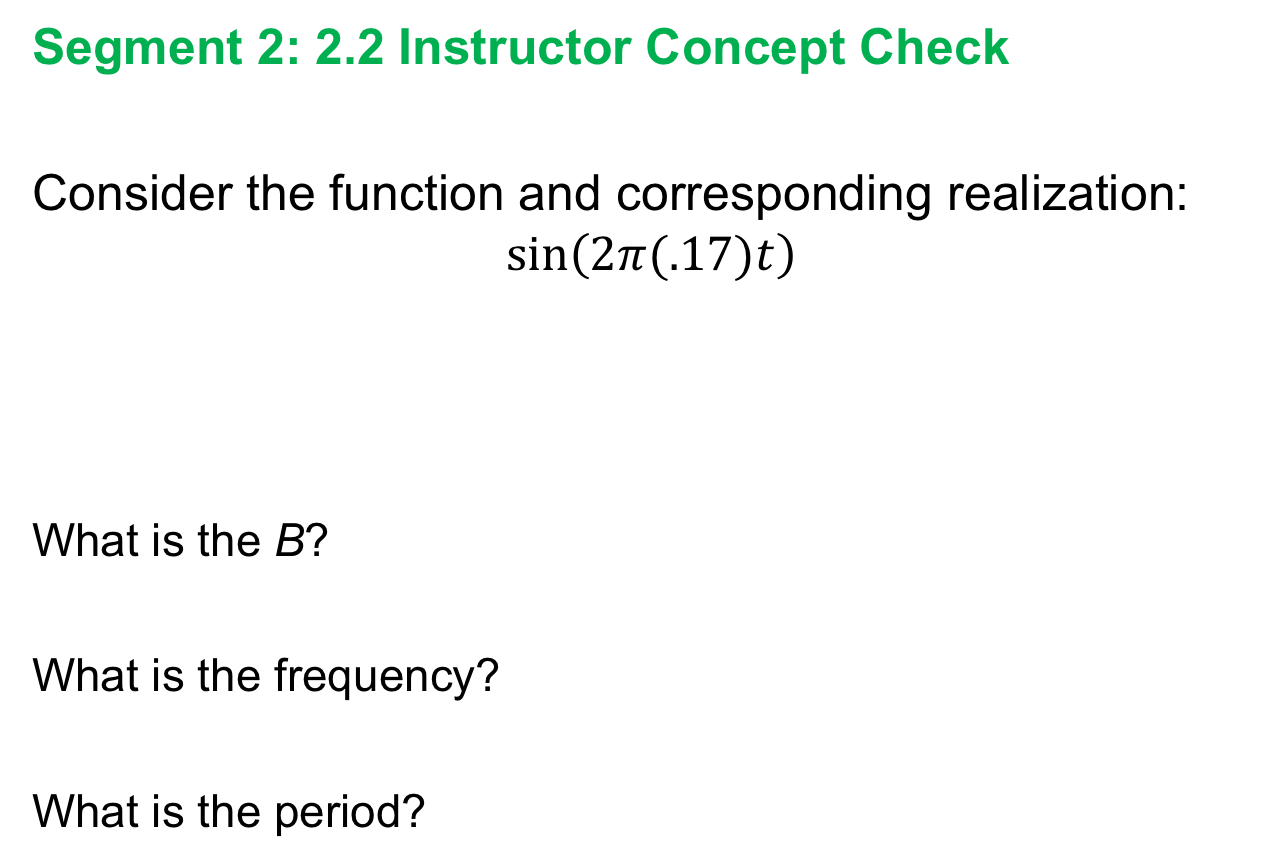 Segment 2: 2.2 Instructor Concept Check
Consider the function and corresponding realization:
sin(2𝜋(.17)𝑡)
What is the B?
What is the frequency?
What is the period?